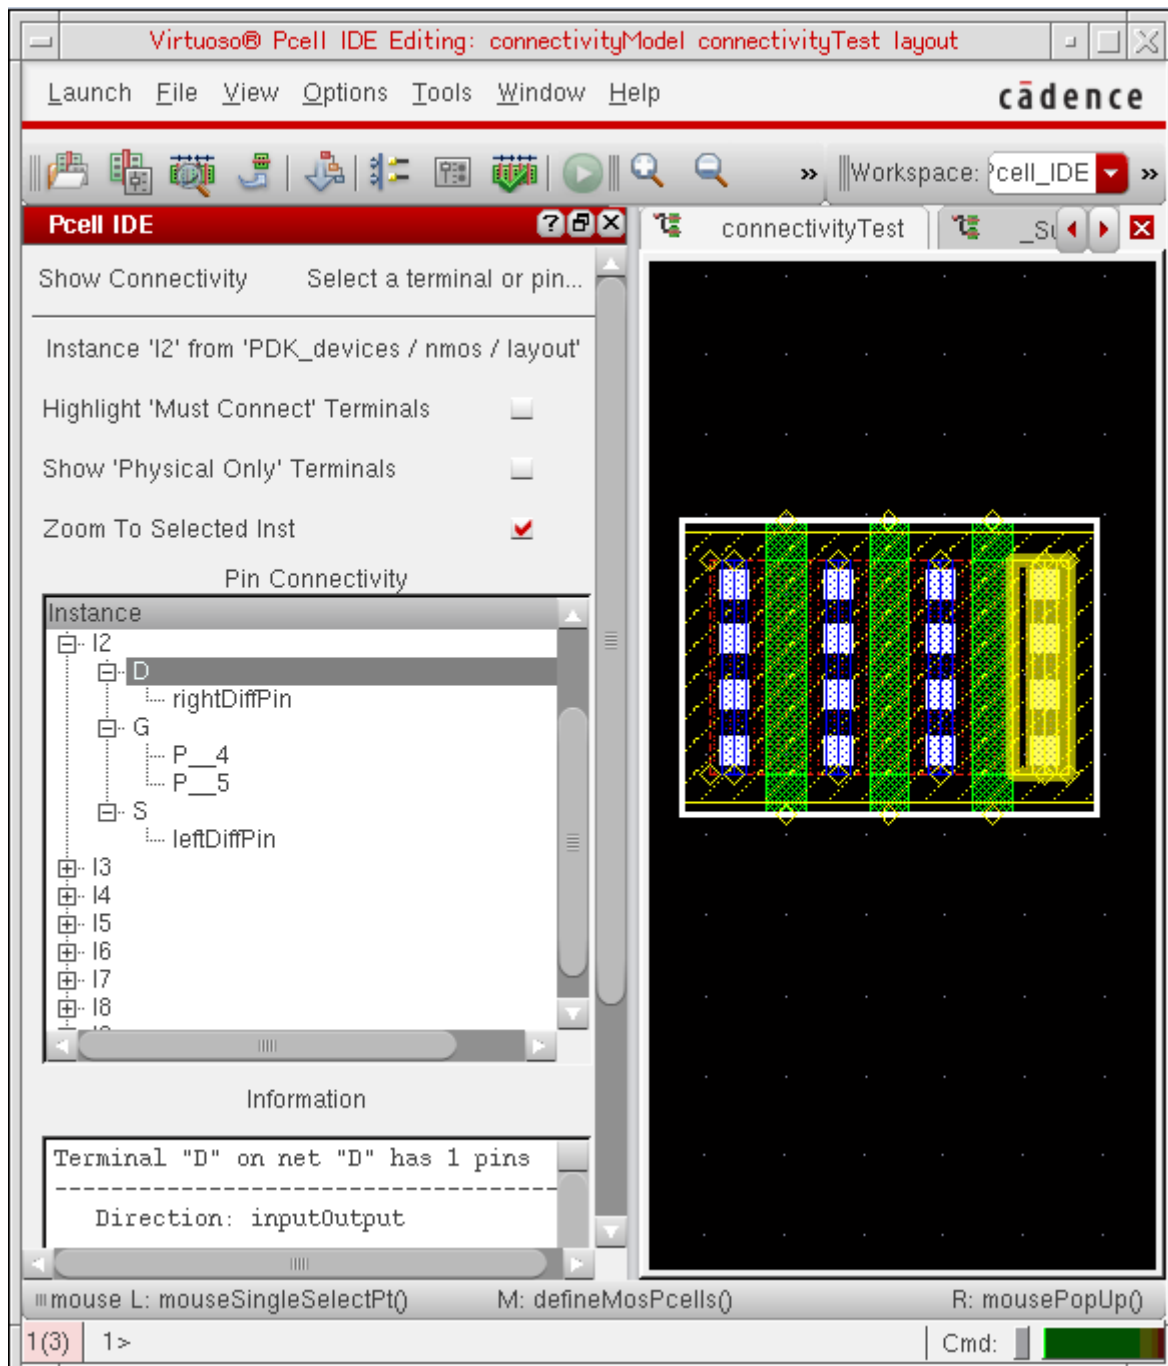 Virtuoso® Pcell IDE Editing: connectivityModel connectivityTest layout
Launch File View Options Tools Window Help cādence
» Workspace: Pcell_IDE »
Pcell IDE
connectivityTest
Show Connectivity Select a terminal or pin...
Instance 'I2' from 'PDK_devices / nmos / layout'
Highlight 'Must Connect' Terminals
Show 'Physical Only' Terminals
Zoom To Selected Inst
Pin Connectivity
Instance
I2
D
rightDiffPin
G
P__4
P__5
S
leftDiffPin
I3
I4
I5
I6
I7
I8
Information
Terminal "D" on net "D" has 1 pins
----------------------------------
Direction: inputOutput
mouse L: mouseSingleSelectPt() M: defineMosPcells() R: mousePopUp()
1(3) 1> Cmd: